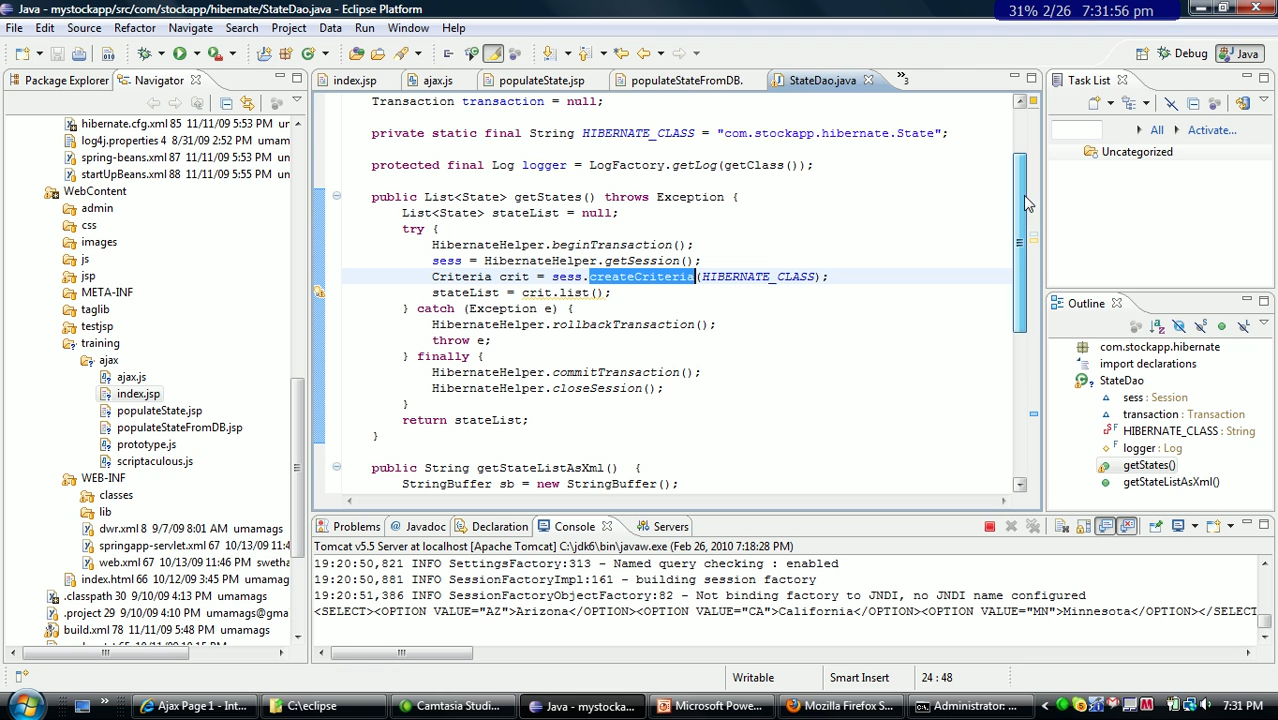 Java - mystockapp/src/com/stockapp/hibernate/StateDao.java - Eclipse Platform
31% 2/26 7:31:56 pm
File Edit Source Refactor Navigate Search Project Data Run Window Help
Debug Java
Package Explorer Navigator
index.jsp ajax.js populateState.jsp populateStateFromDB. StateDao.java »3
Task List
All Activate...
Uncategorized
hibernate.cfg.xml 85 11/11/09 5:53 PM un
log4j.properties 4 8/31/09 2:52 PM umam
spring-beans.xml 87 11/11/09 5:53 PM un
startUpBeans.xml 88 11/11/09 5:55 PM un
WebContent
admin
css
images
js
jsp
META-INF
taglib
testjsp
training
ajax
ajax.js
index.jsp
populateState.jsp
populateStateFromDB.jsp
prototype.js
scriptaculous.js
WEB-INF
classes
lib
dwr.xml 8 9/7/09 8:01 AM umamags
springapp-servlet.xml 67 10/13/09 11:46
web.xml 67 10/13/09 11:46 PM swetha
index.html 66 10/12/09 3:45 PM umamags
.classpath 30 9/10/09 4:13 PM umamags
.project 29 9/10/09 4:10 PM umamags@gma
build.xml 78 11/11/09 5:48 PM umamags
Transaction transaction = null;
private static final String HIBERNATE_CLASS = "com.stockapp.hibernate.State";
protected final Log logger = LogFactory.getLog(getClass());
public List<State> getStates() throws Exception {
List<State> stateList = null;
try {
HibernateHelper.beginTransaction();
sess = HibernateHelper.getSession();
Criteria crit = sess.createCriteria(HIBERNATE_CLASS);
stateList = crit.list();
} catch (Exception e) {
HibernateHelper.rollbackTransaction();
throw e;
} finally {
HibernateHelper.commitTransaction();
HibernateHelper.closeSession();
}
return stateList;
}
public String getStateListAsXml() {
StringBuffer sb = new StringBuffer();
Outline
com.stockapp.hibernate
import declarations
StateDao
sess : Session
transaction : Transaction
HIBERNATE_CLASS : String
logger : Log
getStates()
getStateListAsXml()
Problems Javadoc Declaration Console Servers
Tomcat v5.5 Server at localhost [Apache Tomcat] C:\jdk6\bin\javaw.exe (Feb 26, 2010 7:18:28 PM)
19:20:50,821 INFO SettingsFactory:313 - Named query checking : enabled
19:20:50,881 INFO SessionFactoryImpl:161 - building session factory
19:20:51,386 INFO SessionFactoryObjectFactory:82 - Not binding factory to JNDI, no JNDI name configured
<SELECT><OPTION VALUE="AZ">Arizona</OPTION><OPTION VALUE="CA">California</OPTION><OPTION VALUE="MN">Minnesota</OPTION></SELECT
Writable Smart Insert 24 : 48
Ajax Page 1 - Int... C:\eclipse Camtasia Studi... Java - mystocka... Microsoft Powe... Mozilla Firefox S... Administrator: ... 7:31 PM